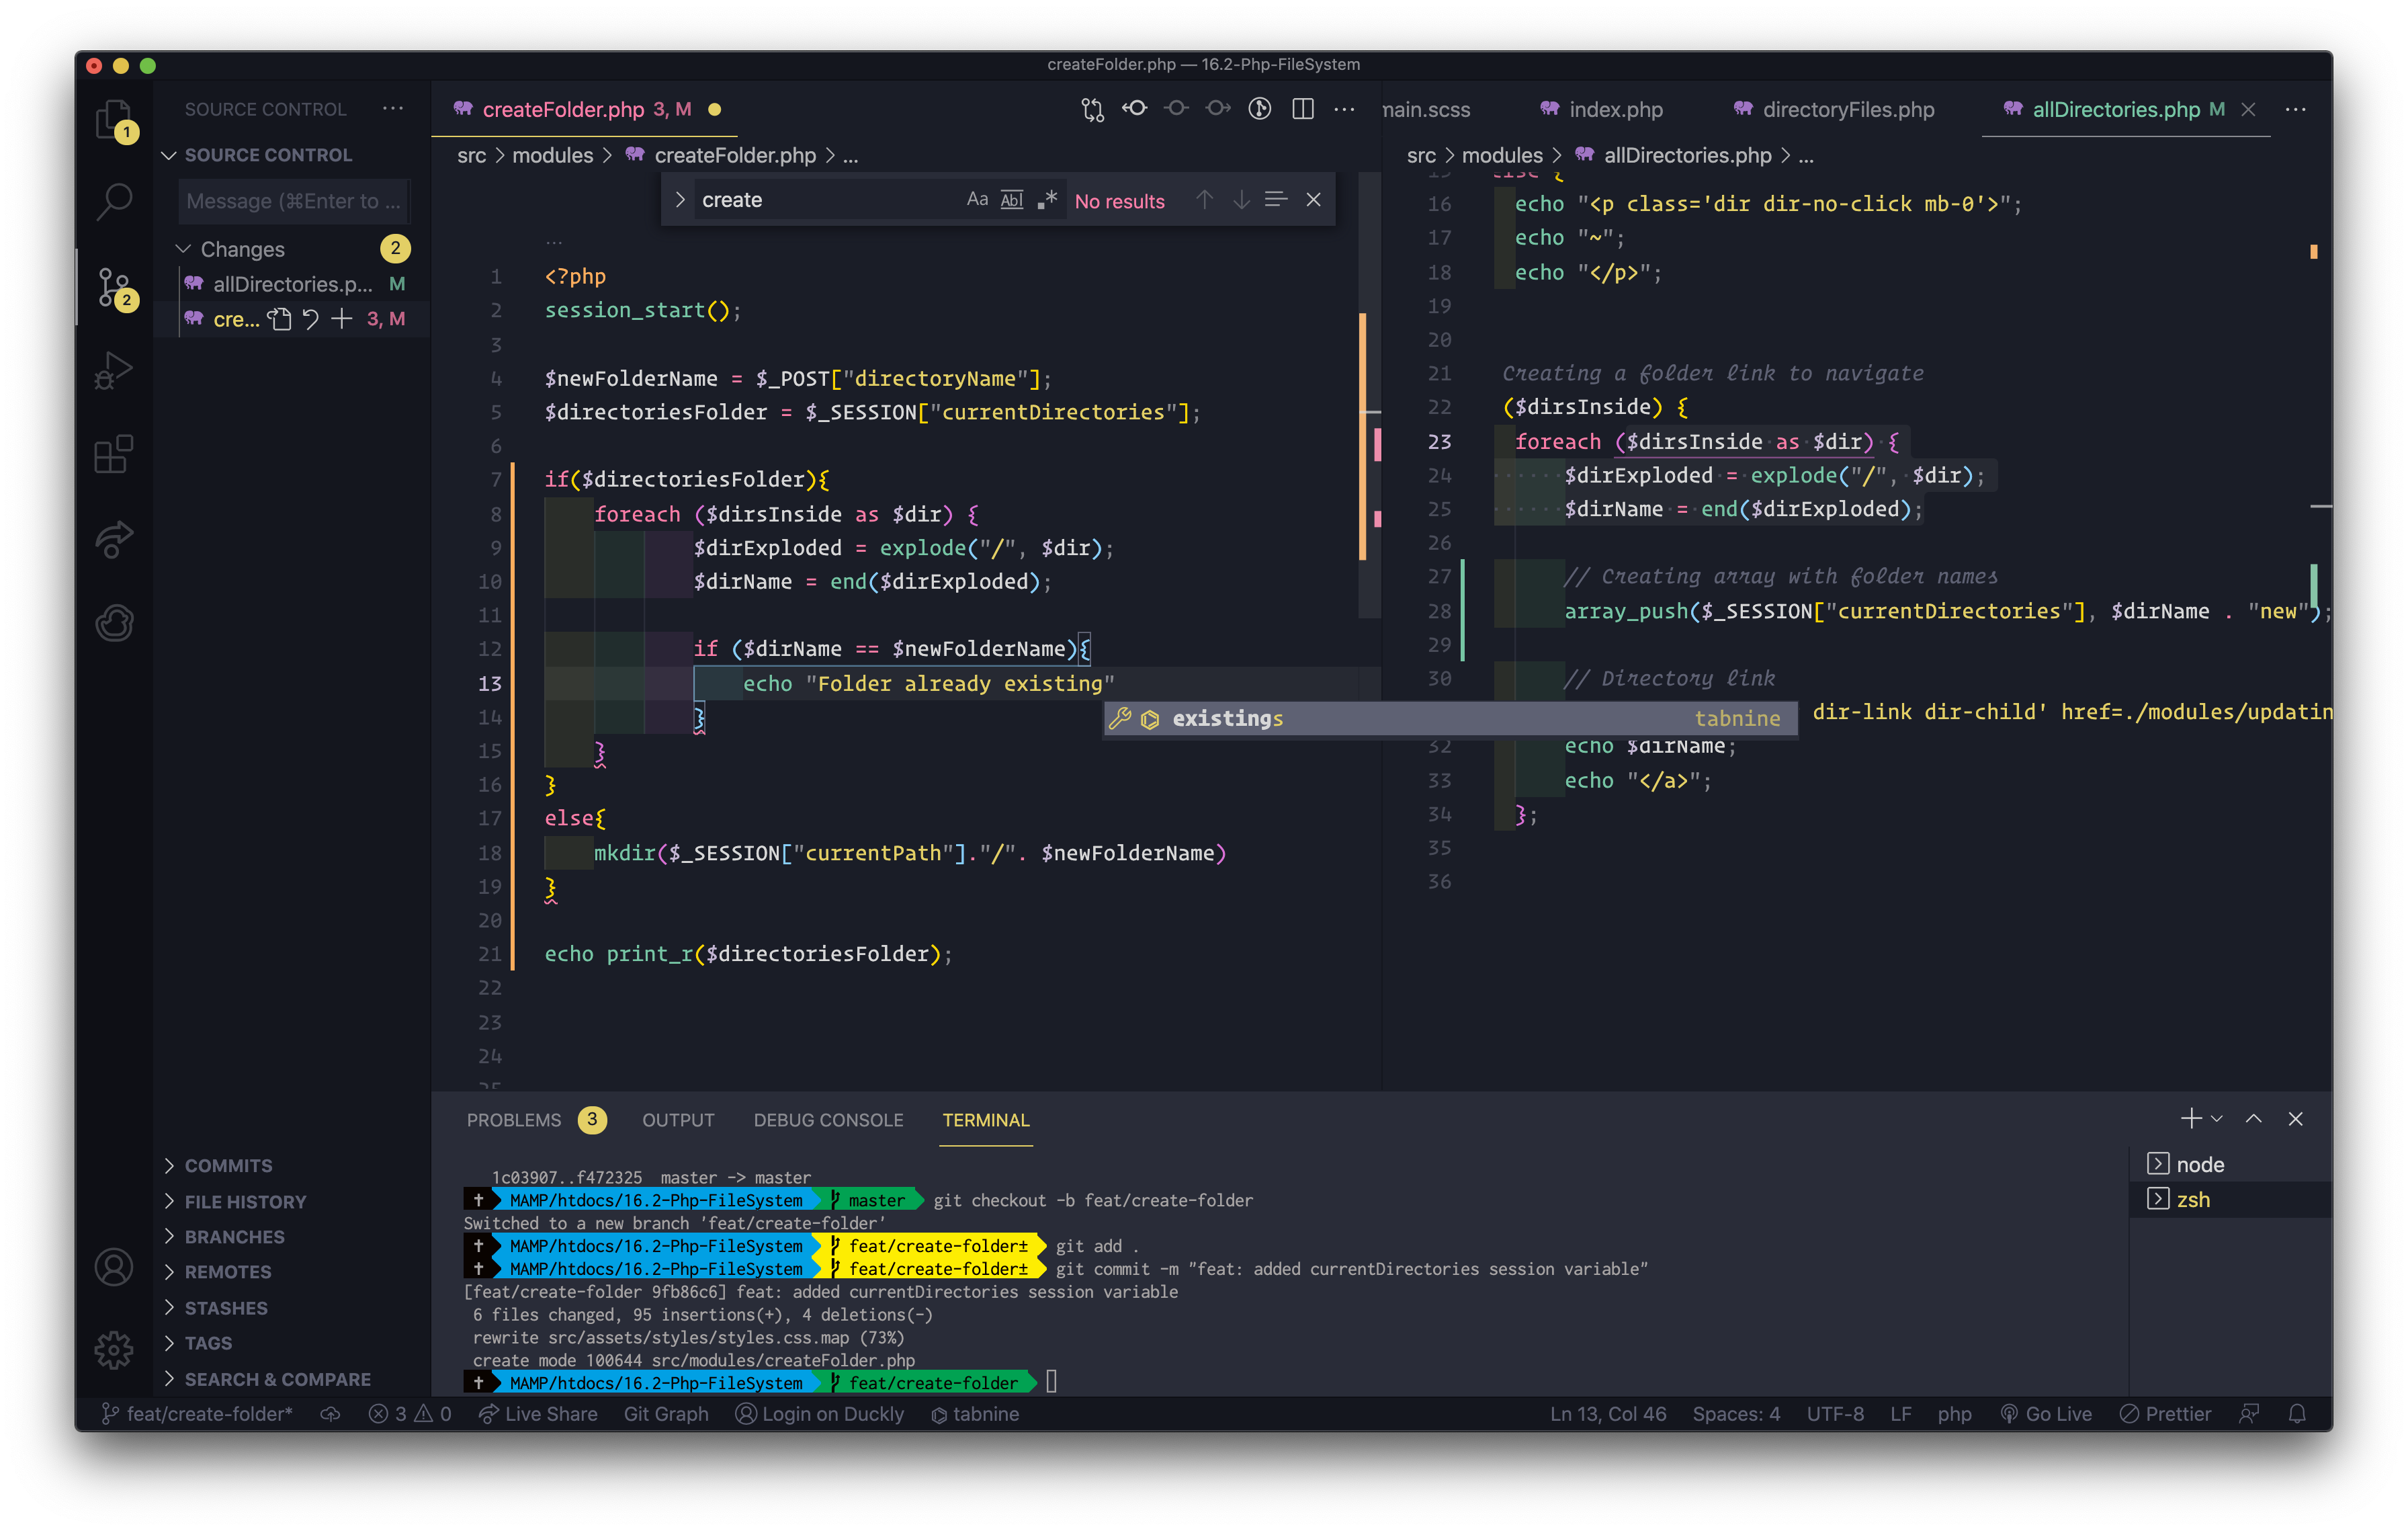 createFolder.php — 16.2-Php-FileSystem
SOURCE CONTROL ...
SOURCE CONTROL
Message (⌘Enter to ...
Changes 2
allDirectories.p... M
cre... 3, M
1
2
COMMITS
FILE HISTORY
BRANCHES
REMOTES
STASHES
TAGS
SEARCH & COMPARE
createFolder.php 3, M
src > modules > createFolder.php > ...
create Aa Abl .* No results
...
1 <?php
2 session_start();
3
4 $newFolderName = $_POST["directoryName"];
5 $directoriesFolder = $_SESSION["currentDirectories"];
6
7 if($directoriesFolder){
8 foreach ($dirsInside as $dir) {
9 $dirExploded = explode("/", $dir);
10 $dirName = end($dirExploded);
11
12 if ($dirName == $newFolderName){
13 echo "Folder already existing"
14 }
15 }
16 }
17 else{
18 mkdir($_SESSION["currentPath"]."/". $newFolderName)
19 }
20
21 echo print_r($directoriesFolder);
22
23
24
25
existings tabnine
main.scss index.php directoryFiles.php allDirectories.php M
src > modules > allDirectories.php > ...
15 else {
16 echo "<p class='dir dir-no-click mb-0'>";
17 echo "~";
18 echo "</p>";
19
20
21 Creating a folder link to navigate
22 ($dirsInside) {
23 foreach ($dirsInside as $dir) {
24 $dirExploded = explode("/", $dir);
25 $dirName = end($dirExploded);
26
27 // Creating array with folder names
28 array_push($_SESSION["currentDirectories"], $dirName . "new");
29
30 // Directory link
dir-link dir-child' href=./modules/updatin
32 echo $dirName;
33 echo "</a>";
34 };
35
36
PROBLEMS 3 OUTPUT DEBUG CONSOLE TERMINAL
1c03907..f472325 master -> master
MAMP/htdocs/16.2-Php-FileSystem master git checkout -b feat/create-folder
Switched to a new branch 'feat/create-folder'
MAMP/htdocs/16.2-Php-FileSystem feat/create-folder± git add .
MAMP/htdocs/16.2-Php-FileSystem feat/create-folder± git commit -m "feat: added currentDirectories session variable"
[feat/create-folder 9fb86c6] feat: added currentDirectories session variable
6 files changed, 95 insertions(+), 4 deletions(-)
rewrite src/assets/styles/styles.css.map (73%)
create mode 100644 src/modules/createFolder.php
MAMP/htdocs/16.2-Php-FileSystem feat/create-folder
node
zsh
feat/create-folder* 3 0 Live Share Git Graph Login on Duckly tabnine Ln 13, Col 46 Spaces: 4 UTF-8 LF php Go Live Prettier